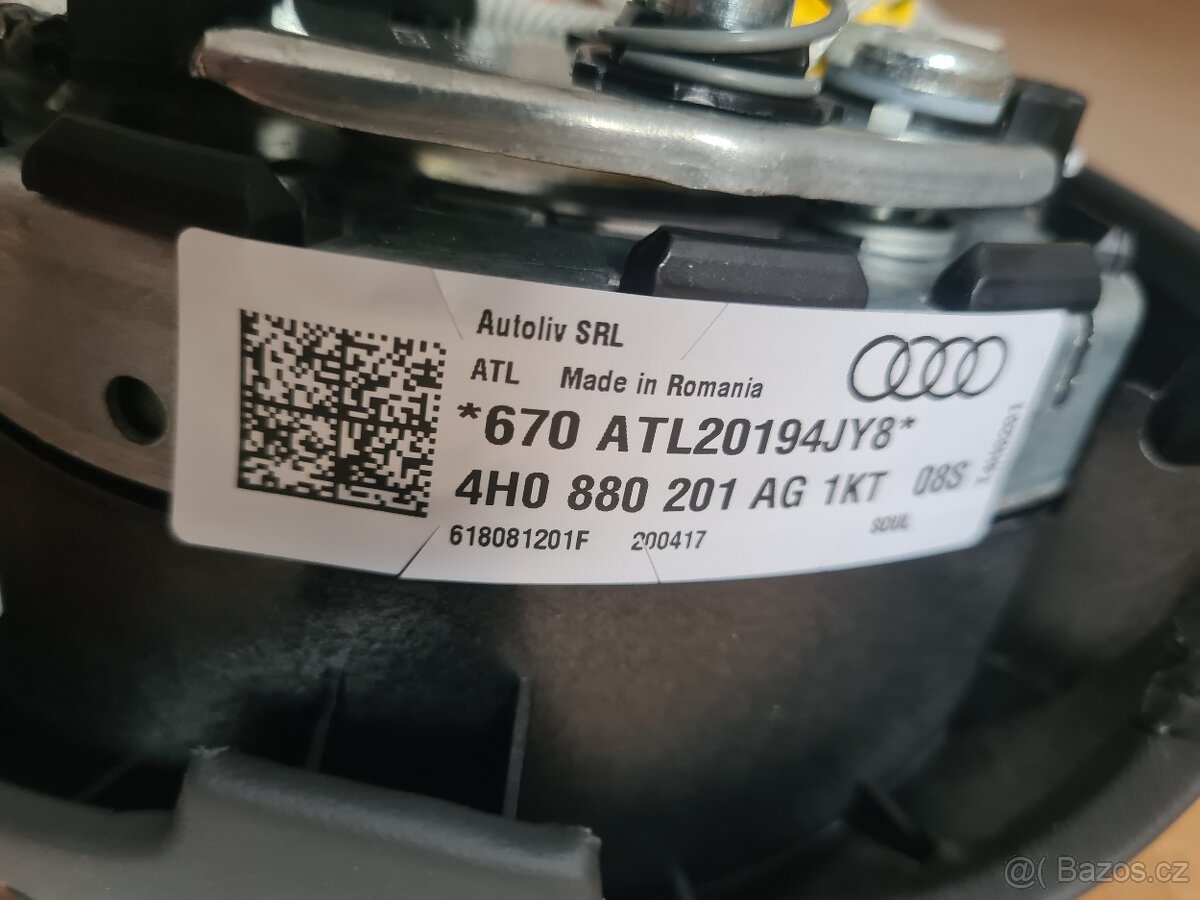 Autoliv SRL
ATL Made in Romania
*670 ATL20194JY8*
4H0 880 201 AG 1KT 08S
618081201F 200417
SOUL
@( Bazos.cz